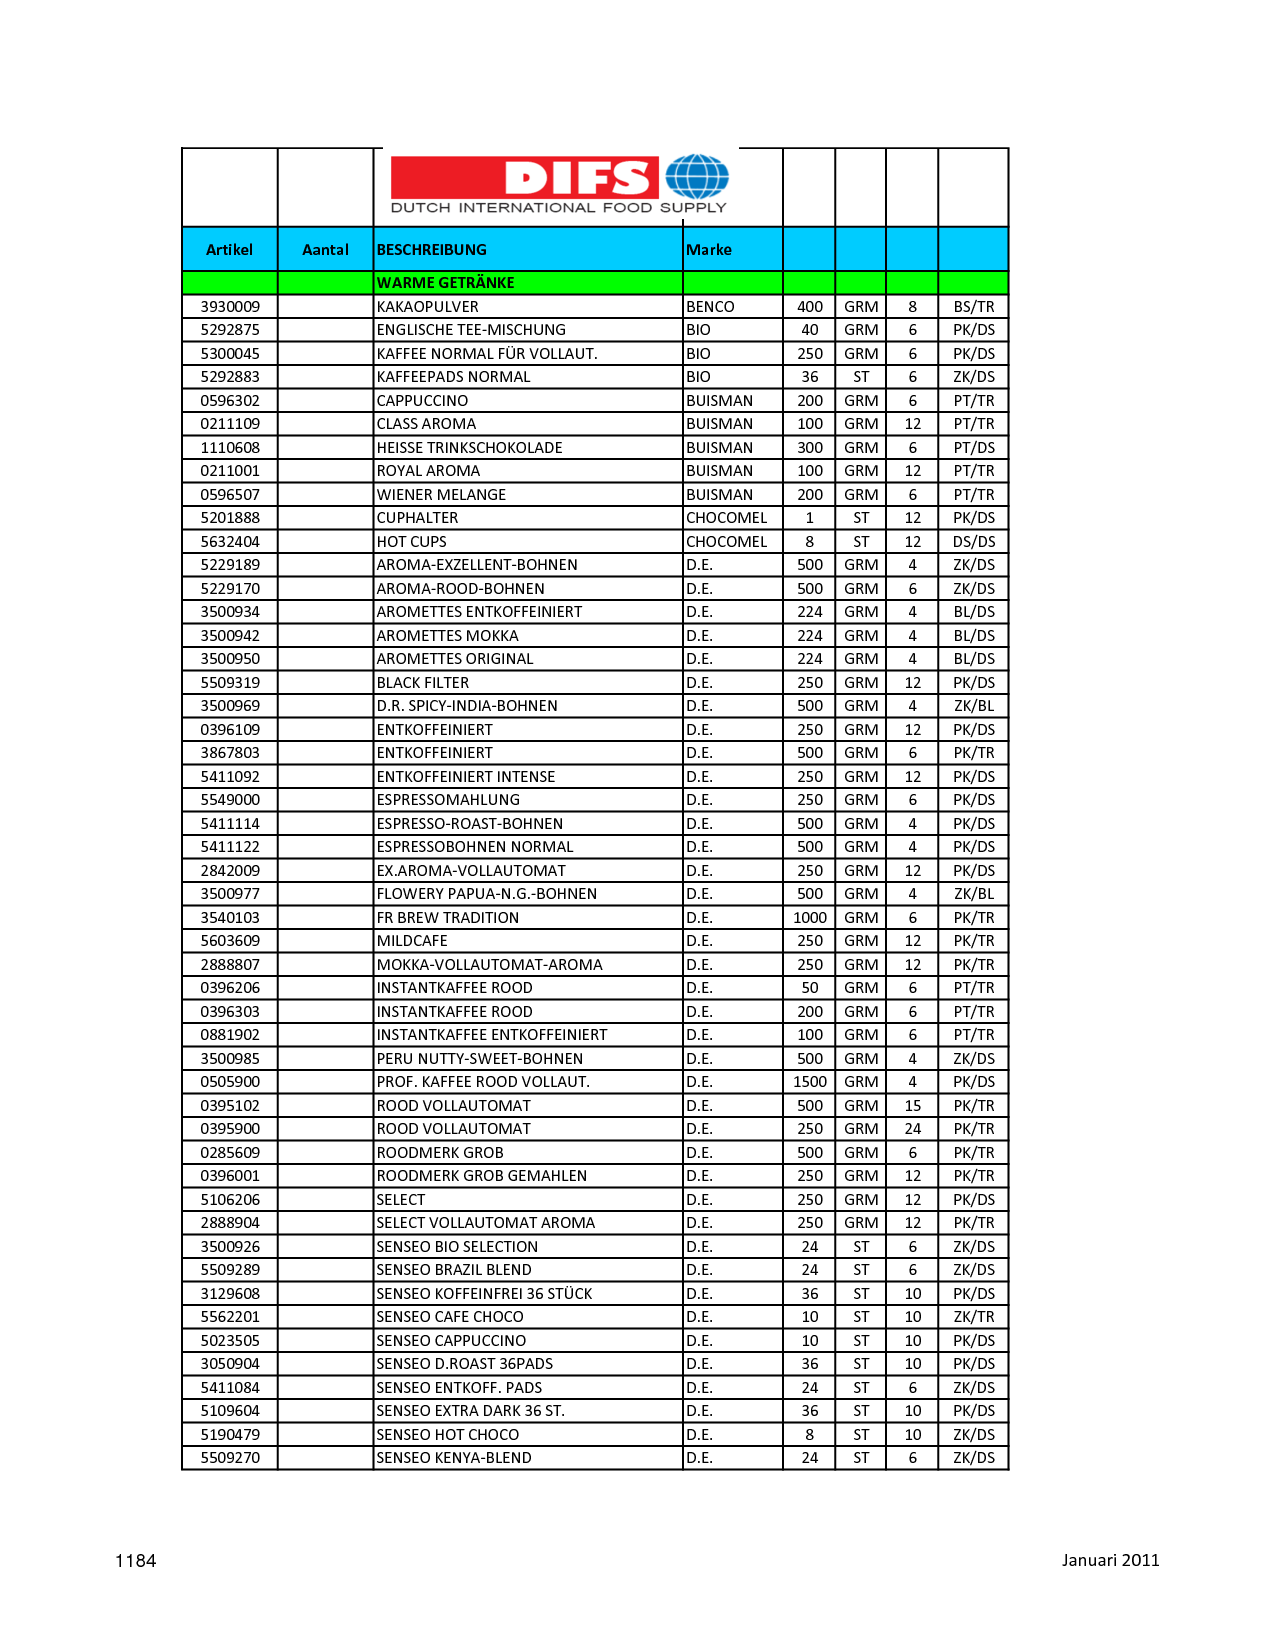 DIFS
DUTCH INTERNATIONAL FOOD SUPPLY
Artikel Aantal BESCHREIBUNG Marke
WARME GETRÄNKE
3930009 KAKAOPULVER BENCO 400 GRM 8 BS/TR
5292875 ENGLISCHE TEE-MISCHUNG BIO 40 GRM 6 PK/DS
5300045 KAFFEE NORMAL FÜR VOLLAUT. BIO 250 GRM 6 PK/DS
5292883 KAFFEEPADS NORMAL BIO 36 ST 6 ZK/DS
0596302 CAPPUCCINO BUISMAN 200 GRM 6 PT/TR
0211109 CLASS AROMA BUISMAN 100 GRM 12 PT/TR
1110608 HEISSE TRINKSCHOKOLADE BUISMAN 300 GRM 6 PT/DS
0211001 ROYAL AROMA BUISMAN 100 GRM 12 PT/TR
0596507 WIENER MELANGE BUISMAN 200 GRM 6 PT/TR
5201888 CUPHALTER CHOCOMEL 1 ST 12 PK/DS
5632404 HOT CUPS CHOCOMEL 8 ST 12 DS/DS
5229189 AROMA-EXZELLENT-BOHNEN D.E. 500 GRM 4 ZK/DS
5229170 AROMA-ROOD-BOHNEN D.E. 500 GRM 6 ZK/DS
3500934 AROMETTES ENTKOFFEINIERT D.E. 224 GRM 4 BL/DS
3500942 AROMETTES MOKKA D.E. 224 GRM 4 BL/DS
3500950 AROMETTES ORIGINAL D.E. 224 GRM 4 BL/DS
5509319 BLACK FILTER D.E. 250 GRM 12 PK/DS
3500969 D.R. SPICY-INDIA-BOHNEN D.E. 500 GRM 4 ZK/BL
0396109 ENTKOFFEINIERT D.E. 250 GRM 12 PK/DS
3867803 ENTKOFFEINIERT D.E. 500 GRM 6 PK/TR
5411092 ENTKOFFEINIERT INTENSE D.E. 250 GRM 12 PK/DS
5549000 ESPRESSOMAHLUNG D.E. 250 GRM 6 PK/DS
5411114 ESPRESSO-ROAST-BOHNEN D.E. 500 GRM 4 PK/DS
5411122 ESPRESSOBOHNEN NORMAL D.E. 500 GRM 4 PK/DS
2842009 EX.AROMA-VOLLAUTOMAT D.E. 250 GRM 12 PK/DS
3500977 FLOWERY PAPUA-N.G.-BOHNEN D.E. 500 GRM 4 ZK/BL
3540103 FR BREW TRADITION D.E. 1000 GRM 6 PK/TR
5603609 MILDCAFE D.E. 250 GRM 12 PK/TR
2888807 MOKKA-VOLLAUTOMAT-AROMA D.E. 250 GRM 12 PK/TR
0396206 INSTANTKAFFEE ROOD D.E. 50 GRM 6 PT/TR
0396303 INSTANTKAFFEE ROOD D.E. 200 GRM 6 PT/TR
0881902 INSTANTKAFFEE ENTKOFFEINIERT D.E. 100 GRM 6 PT/TR
3500985 PERU NUTTY-SWEET-BOHNEN D.E. 500 GRM 4 ZK/DS
0505900 PROF. KAFFEE ROOD VOLLAUT. D.E. 1500 GRM 4 PK/DS
0395102 ROOD VOLLAUTOMAT D.E. 500 GRM 15 PK/TR
0395900 ROOD VOLLAUTOMAT D.E. 250 GRM 24 PK/TR
0285609 ROODMERK GROB D.E. 500 GRM 6 PK/TR
0396001 ROODMERK GROB GEMAHLEN D.E. 250 GRM 12 PK/TR
5106206 SELECT D.E. 250 GRM 12 PK/DS
2888904 SELECT VOLLAUTOMAT AROMA D.E. 250 GRM 12 PK/TR
3500926 SENSEO BIO SELECTION D.E. 24 ST 6 ZK/DS
5509289 SENSEO BRAZIL BLEND D.E. 24 ST 6 ZK/DS
3129608 SENSEO KOFFEINFREI 36 STÜCK D.E. 36 ST 10 PK/DS
5562201 SENSEO CAFE CHOCO D.E. 10 ST 10 ZK/TR
5023505 SENSEO CAPPUCCINO D.E. 10 ST 10 PK/DS
3050904 SENSEO D.ROAST 36PADS D.E. 36 ST 10 PK/DS
5411084 SENSEO ENTKOFF. PADS D.E. 24 ST 6 ZK/DS
5109604 SENSEO EXTRA DARK 36 ST. D.E. 36 ST 10 PK/DS
5190479 SENSEO HOT CHOCO D.E. 8 ST 10 ZK/DS
5509270 SENSEO KENYA-BLEND D.E. 24 ST 6 ZK/DS
1184 Januari 2011